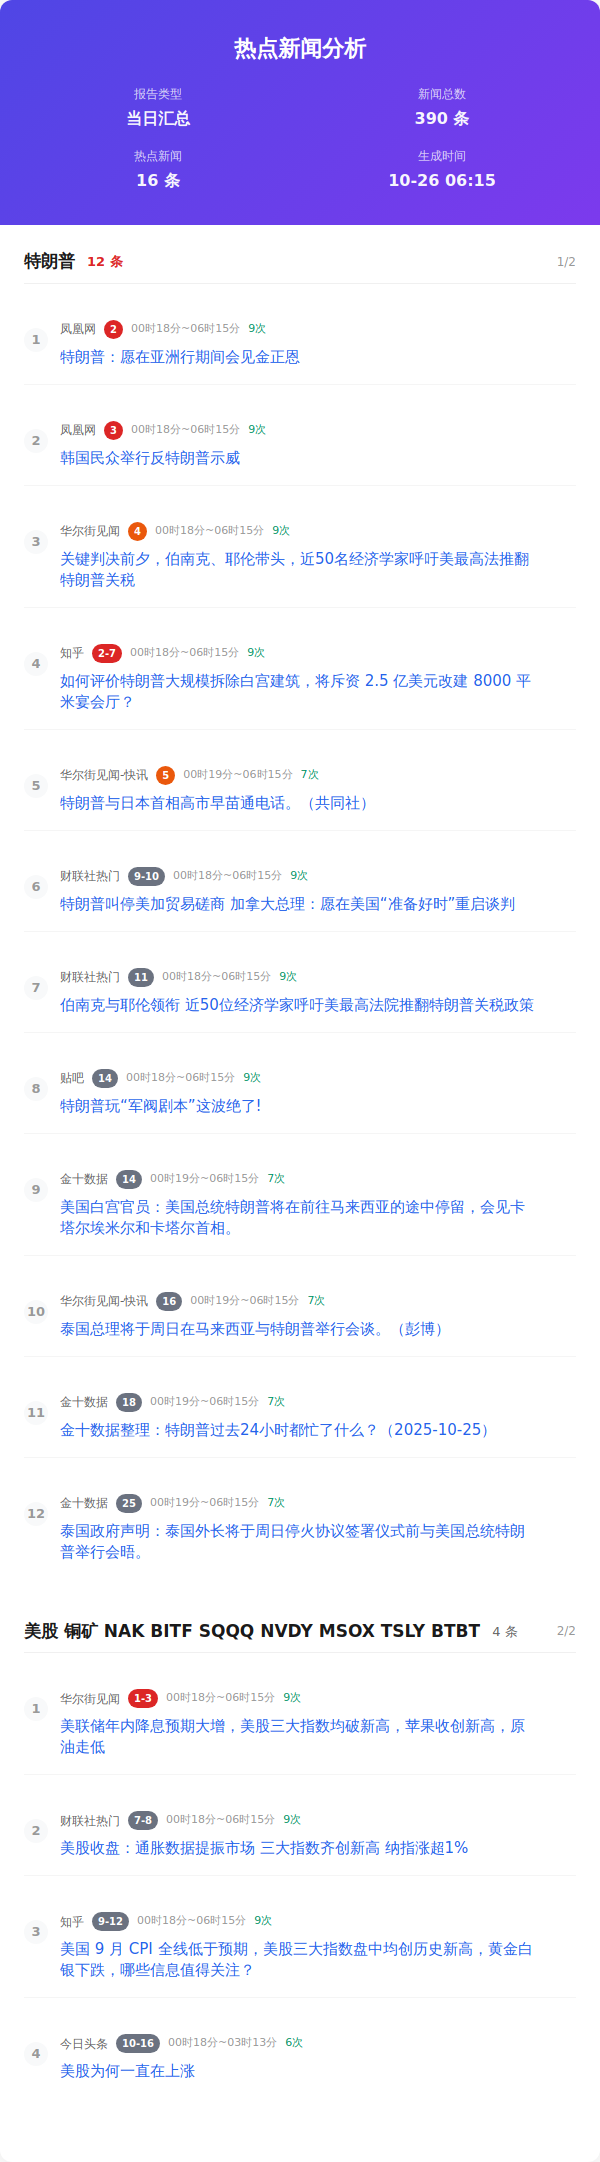 热点新闻分析
报告类型
新闻总数
当日汇总
390 条
热点新闻
生成时间
16 条
10-26 06:15
特朗普 12 条 1/2
1
凤凰网 2 00时18分~06时15分 9次
特朗普：愿在亚洲行期间会见金正恩
2
凤凰网 3 00时18分~06时15分 9次
韩国民众举行反特朗普示威
3
华尔街见闻 4 00时18分~06时15分 9次
关键判决前夕，伯南克、耶伦带头，近50名经济学家呼吁美最高法推翻
特朗普关税
4
知乎 2-7 00时18分~06时15分 9次
如何评价特朗普大规模拆除白宫建筑，将斥资 2.5 亿美元改建 8000 平
米宴会厅？
5
华尔街见闻-快讯 5 00时19分~06时15分 7次
特朗普与日本首相高市早苗通电话。（共同社）
6
财联社热门 9-10 00时18分~06时15分 9次
特朗普叫停美加贸易磋商 加拿大总理：愿在美国“准备好时”重启谈判
7
财联社热门 11 00时18分~06时15分 9次
伯南克与耶伦领衔 近50位经济学家呼吁美最高法院推翻特朗普关税政策
8
贴吧 14 00时18分~06时15分 9次
特朗普玩“军阀剧本”这波绝了!
9
金十数据 14 00时19分~06时15分 7次
美国白宫官员：美国总统特朗普将在前往马来西亚的途中停留，会见卡
塔尔埃米尔和卡塔尔首相。
10
华尔街见闻-快讯 16 00时19分~06时15分 7次
泰国总理将于周日在马来西亚与特朗普举行会谈。（彭博）
11
金十数据 18 00时19分~06时15分 7次
金十数据整理：特朗普过去24小时都忙了什么？（2025-10-25）
12
金十数据 25 00时19分~06时15分 7次
泰国政府声明：泰国外长将于周日停火协议签署仪式前与美国总统特朗
普举行会晤。
美股 铜矿 NAK BITF SQQQ NVDY MSOX TSLY BTBT 4 条 2/2
1
华尔街见闻 1-3 00时18分~06时15分 9次
美联储年内降息预期大增，美股三大指数均破新高，苹果收创新高，原
油走低
2
财联社热门 7-8 00时18分~06时15分 9次
美股收盘：通胀数据提振市场 三大指数齐创新高 纳指涨超1%
3
知乎 9-12 00时18分~06时15分 9次
美国 9 月 CPI 全线低于预期，美股三大指数盘中均创历史新高，黄金白
银下跌，哪些信息值得关注？
4
今日头条 10-16 00时18分~03时13分 6次
美股为何一直在上涨